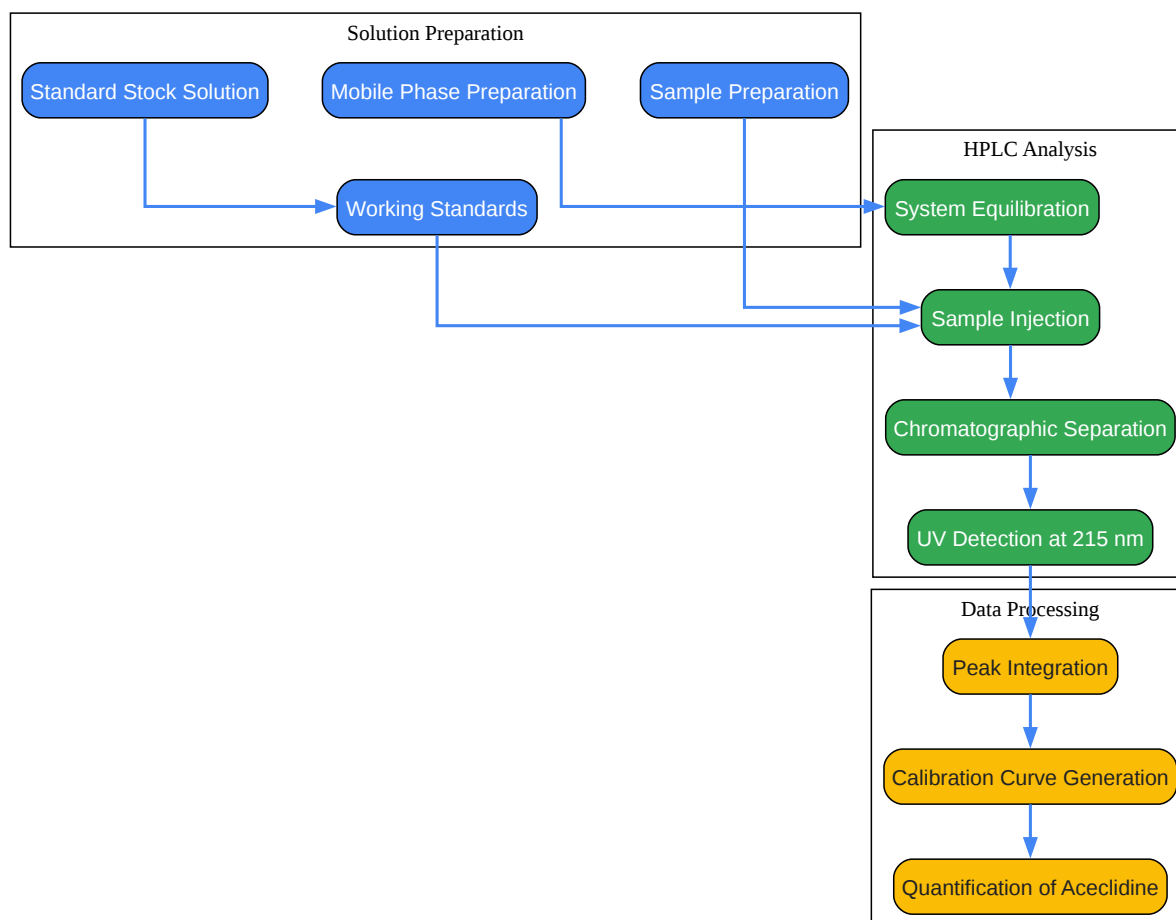 Solution Preparation
Standard Stock Solution
Mobile Phase Preparation
Sample Preparation
Working Standards
HPLC Analysis
System Equilibration
Sample Injection
Chromatographic Separation
UV Detection at 215 nm
Data Processing
Peak Integration
Calibration Curve Generation
Quantification of Aceclidine